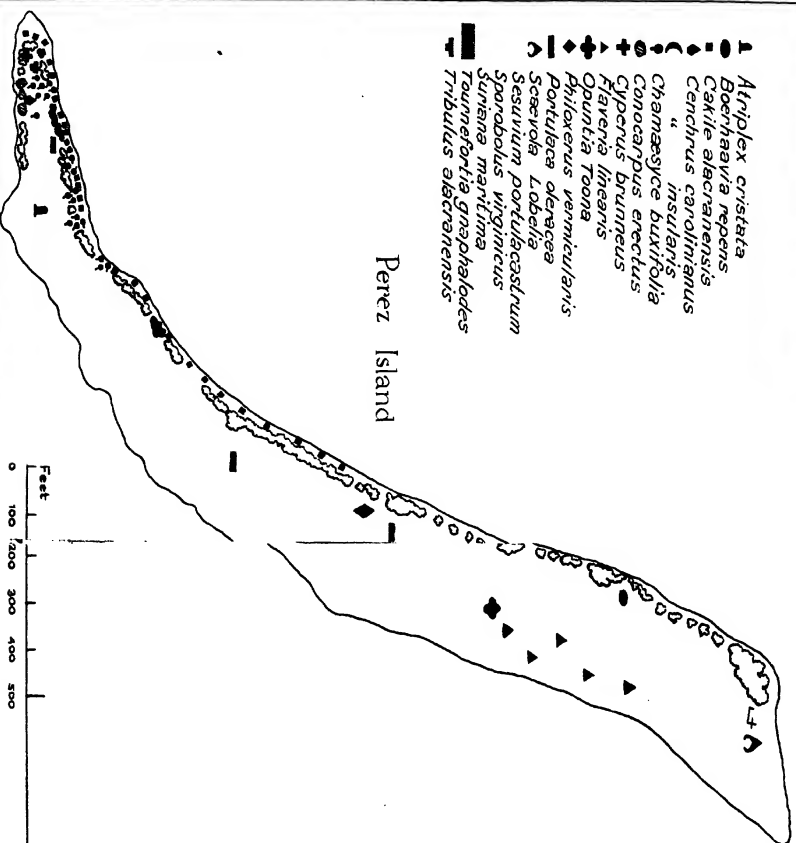 Atriplex cristata
Boerhaavia repens
Cakile alacranensis
Cenchrus carolinianus
" insularis
Chamaesyce buxifolia
Conocarpus erectus
Cyperus brunneus
Flaveria linearis
Opuntia Toona
Philoxerus vermicularis
Portulaca oleracea
Scaevola Lobelia
Sesuvium portulacastrum
Sporobolus virginicus
Suriana maritima
Tournefortia gnaphalodes
Tribulus alacranensis
Perez Island
Feet
0 100 200 300 400 500